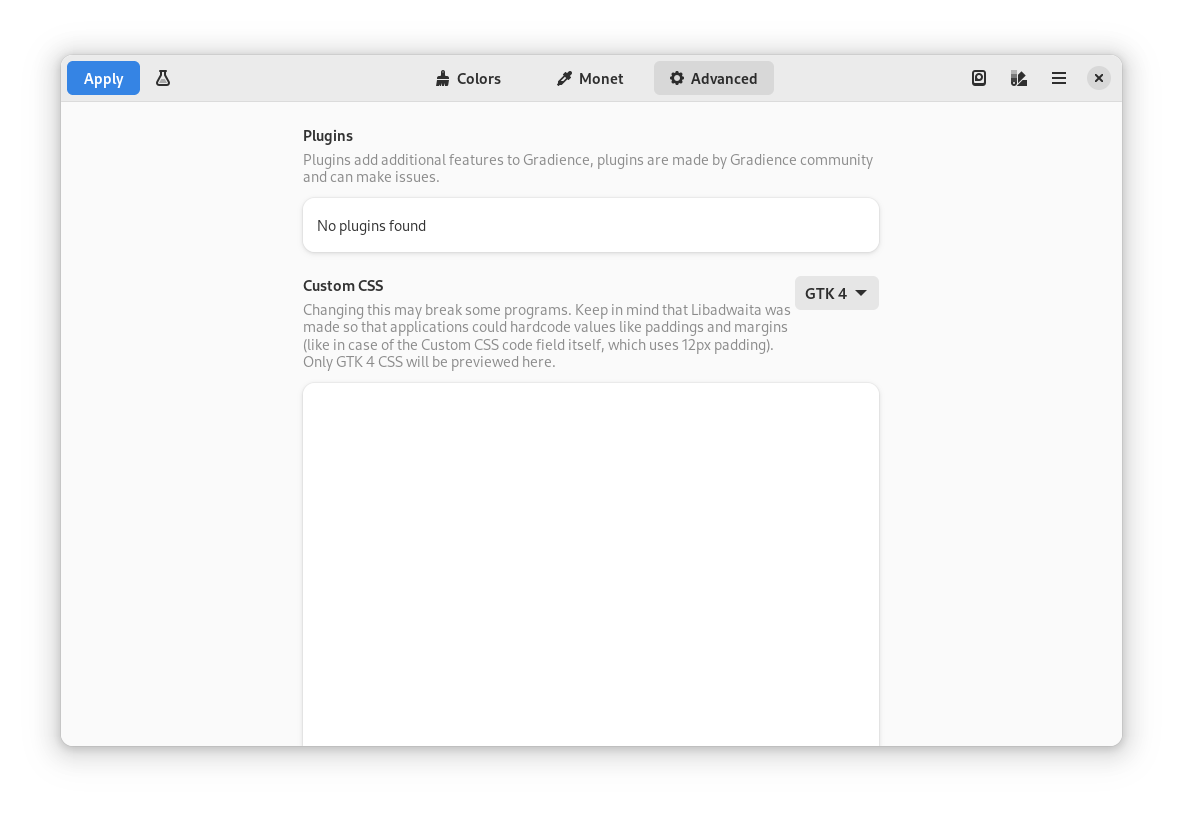 Apply
Colors
Monet
Advanced
Plugins
Plugins add additional features to Gradience, plugins are made by Gradience community
and can make issues.
No plugins found
Custom CSS
GTK 4
Changing this may break some programs. Keep in mind that Libadwaita was
made so that applications could hardcode values like paddings and margins
(like in case of the Custom CSS code field itself, which uses 12px padding).
Only GTK 4 CSS will be previewed here.